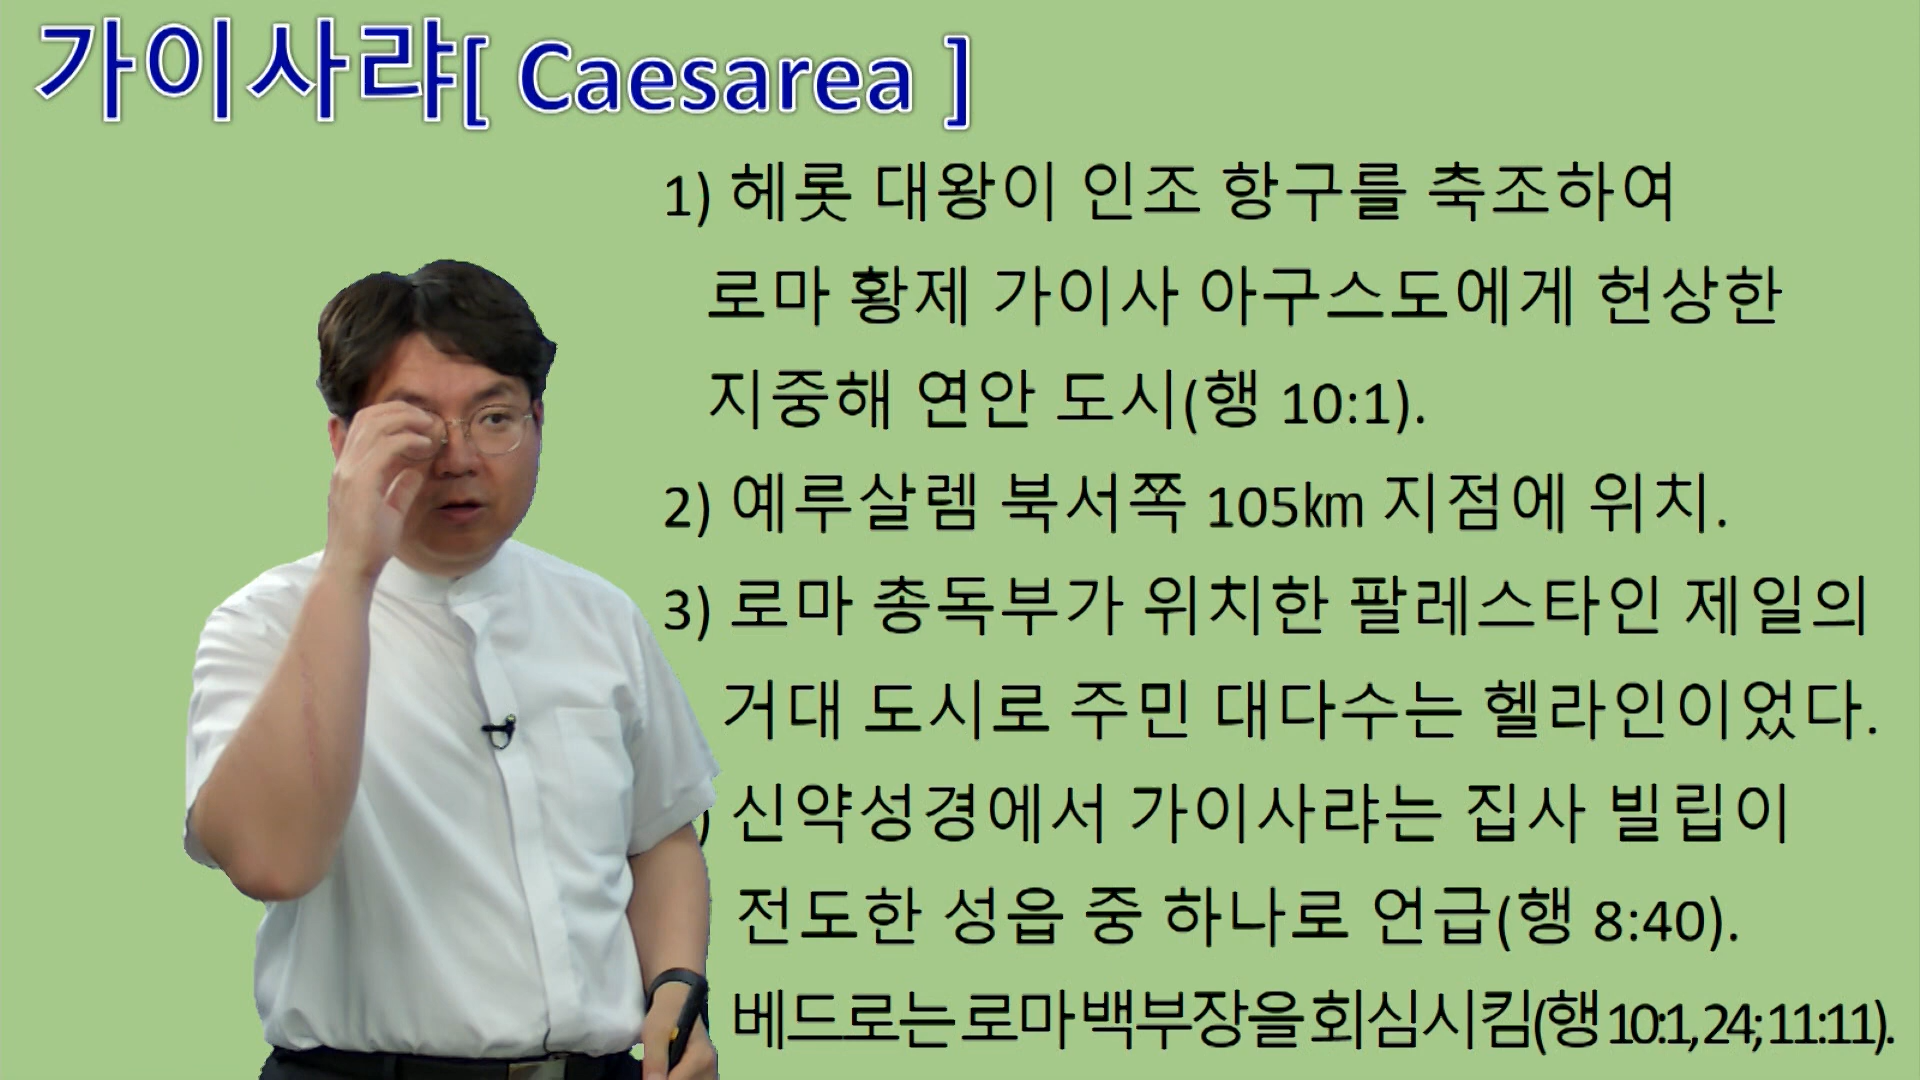 가이사랴[ Caesarea ]
1) 헤롯 대왕이 인조 항구를 축조하여
로마 황제 가이사 아구스도에게 헌상한
지중해 연안 도시(행 10:1).
2) 예루살렘 북서쪽 105㎞ 지점에 위치.
3) 로마 총독부가 위치한 팔레스타인 제일의
거대 도시로 주민 대다수는 헬라인이었다.
) 신약성경에서 가이사랴는 집사 빌립이
전도한 성읍 중 하나로 언급(행 8:40).
베드로는 로마 백부장을 회심시킴(행 10:1, 24; 11:11).